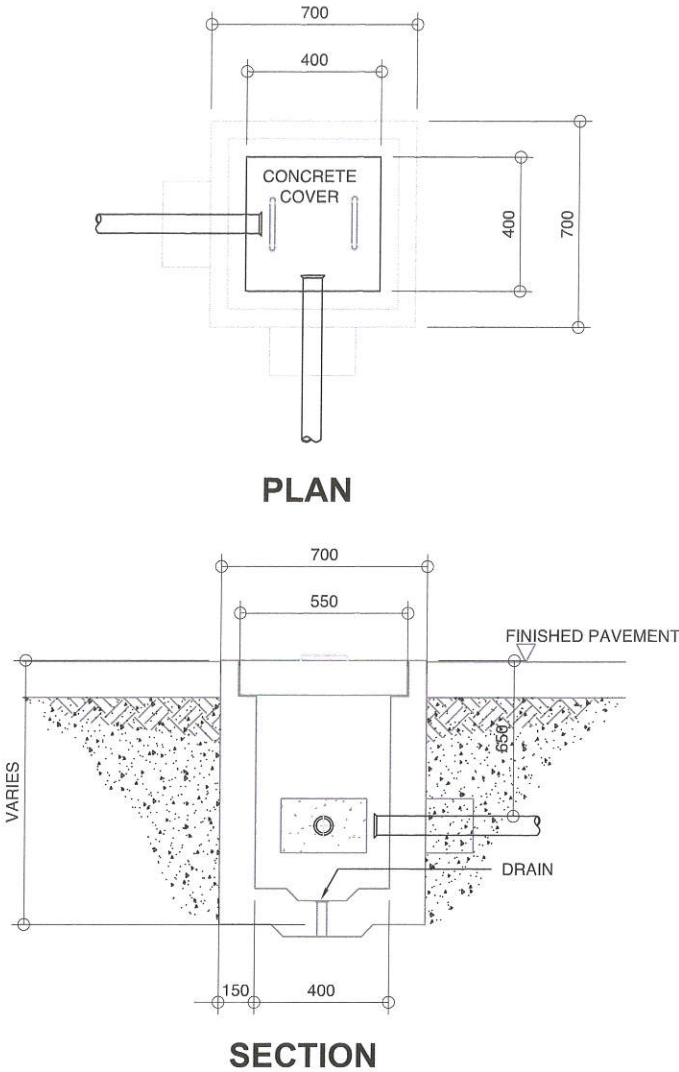 700
400
CONCRETE
COVER
400
700
PLAN
700
550
FINISHED PAVEMENT
650
VARIES
DRAIN
150
400
SECTION